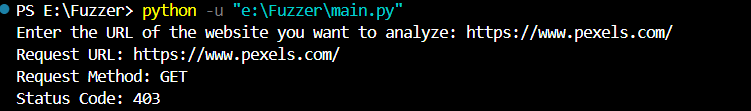 PS E:\Fuzzer> python -u "e:\Fuzzer\main.py"
Enter the URL of the website you want to analyze: https://www.pexels.com/
Request URL: https://www.pexels.com/
Request Method: GET
Status Code: 403